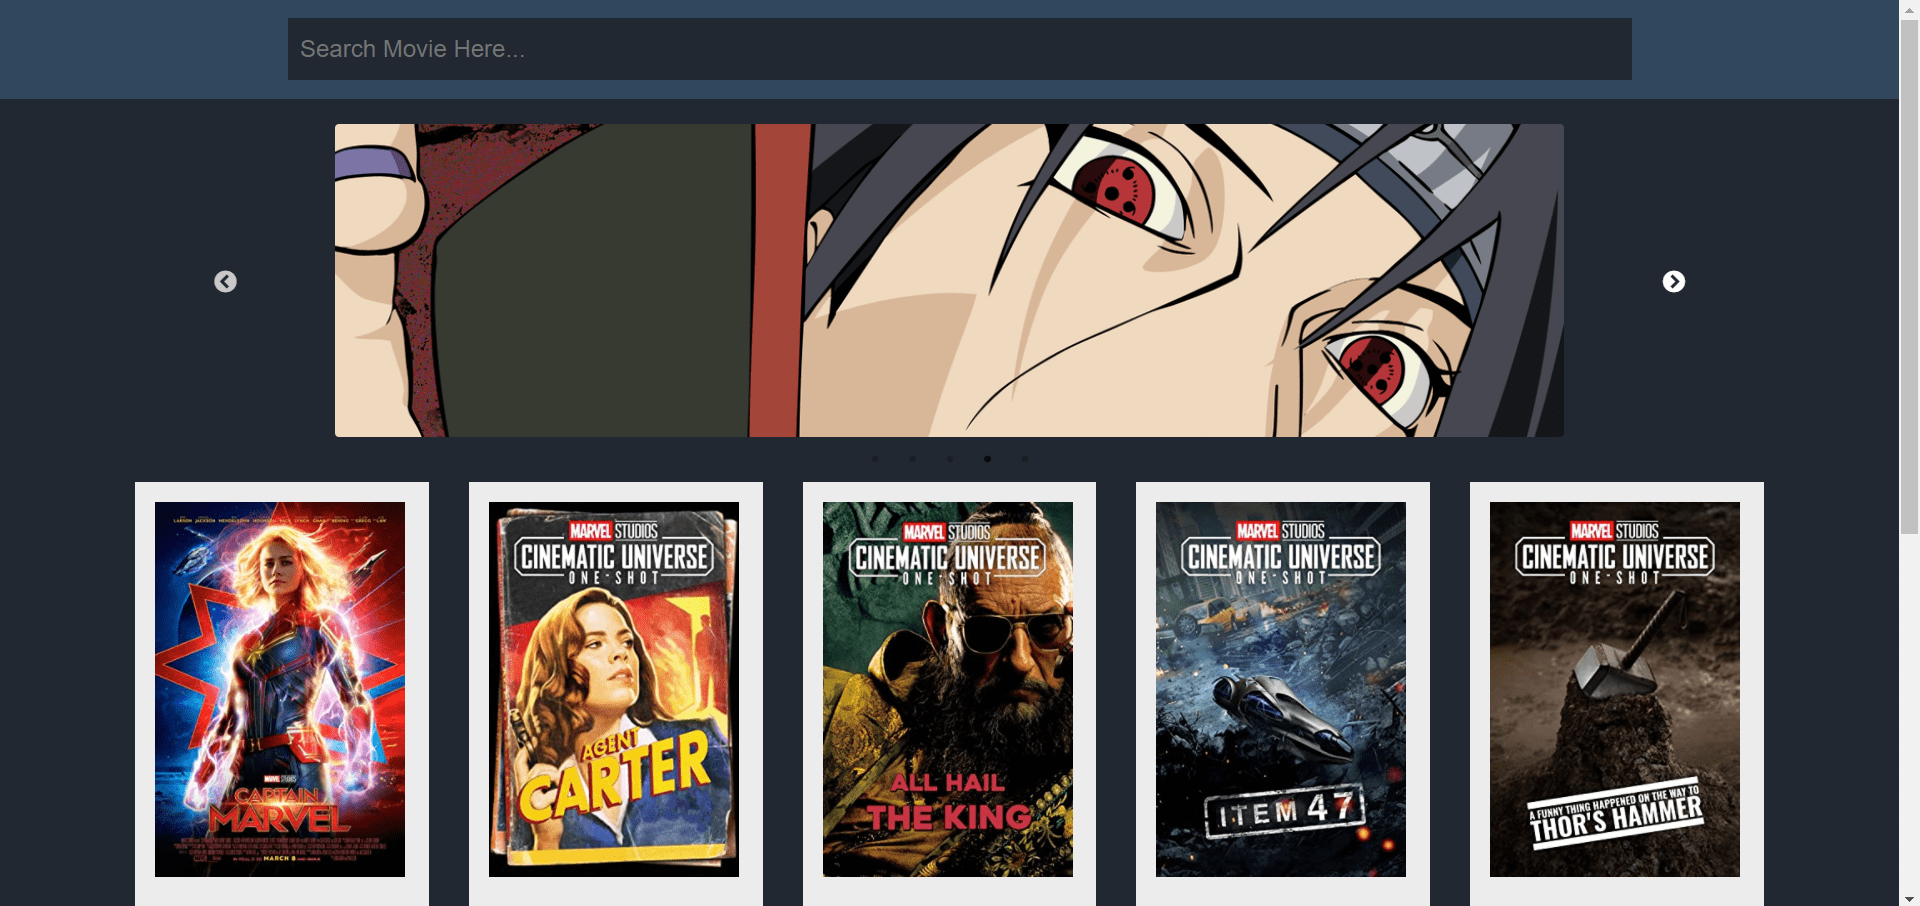 Search Movie Here...
MARVEL STUDIOS
CAPTAIN
MARVEL
MARCH 8
MARVEL STUDIOS
CINEMATIC UNIVERSE
ONE-SHOT
AGENT
CARTER
MARVEL STUDIOS
CINEMATIC UNIVERSE
ONE-SHOT
ALL HAIL
THE KING
MARVEL STUDIOS
CINEMATIC UNIVERSE
ONE-SHOT
ITEM 47
MARVEL STUDIOS
CINEMATIC UNIVERSE
ONE-SHOT
A FUNNY THING HAPPENED ON THE WAY TO
THOR'S HAMMER